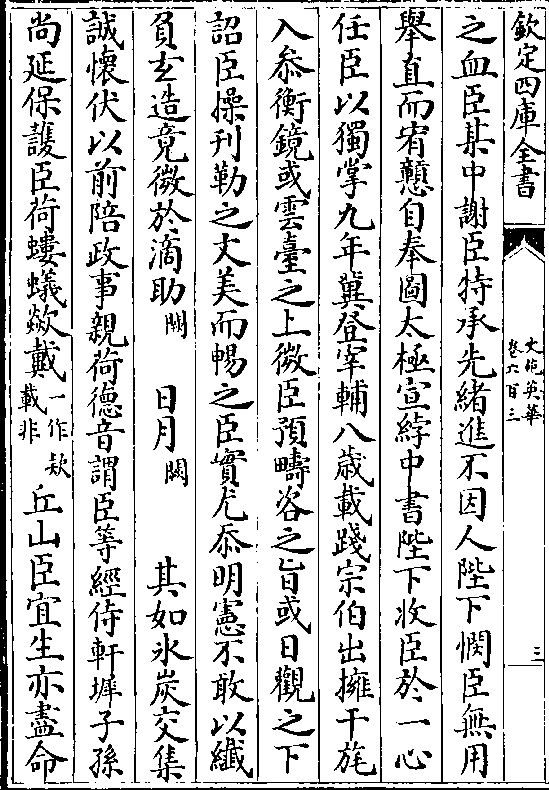 欽定四庫全書
文苑英華
卷六百三
三
之血臣某中謝臣特承先緒進不因人陛下憫臣無用
舉直而宥戇自奉圖太極宣綍中書陛下收臣於一心
任臣以獨掌九年冀登宰輔八歲載踐宗伯出擁干旄
入叅衡鏡或雲臺之上微臣預疇咨之旨或日觀之下
詔臣操刋勒之文美而暢之臣實尤忝明憲不敢以纖
負玄造竟微於滴助闕 日月闕 其如氷炭交集
誠懷伏以前陪政事親荷德音謂臣等經侍軒墀子孫
尚延保護臣荷螻蟻歘戴一作欵載非丘山臣宜生亦盡命